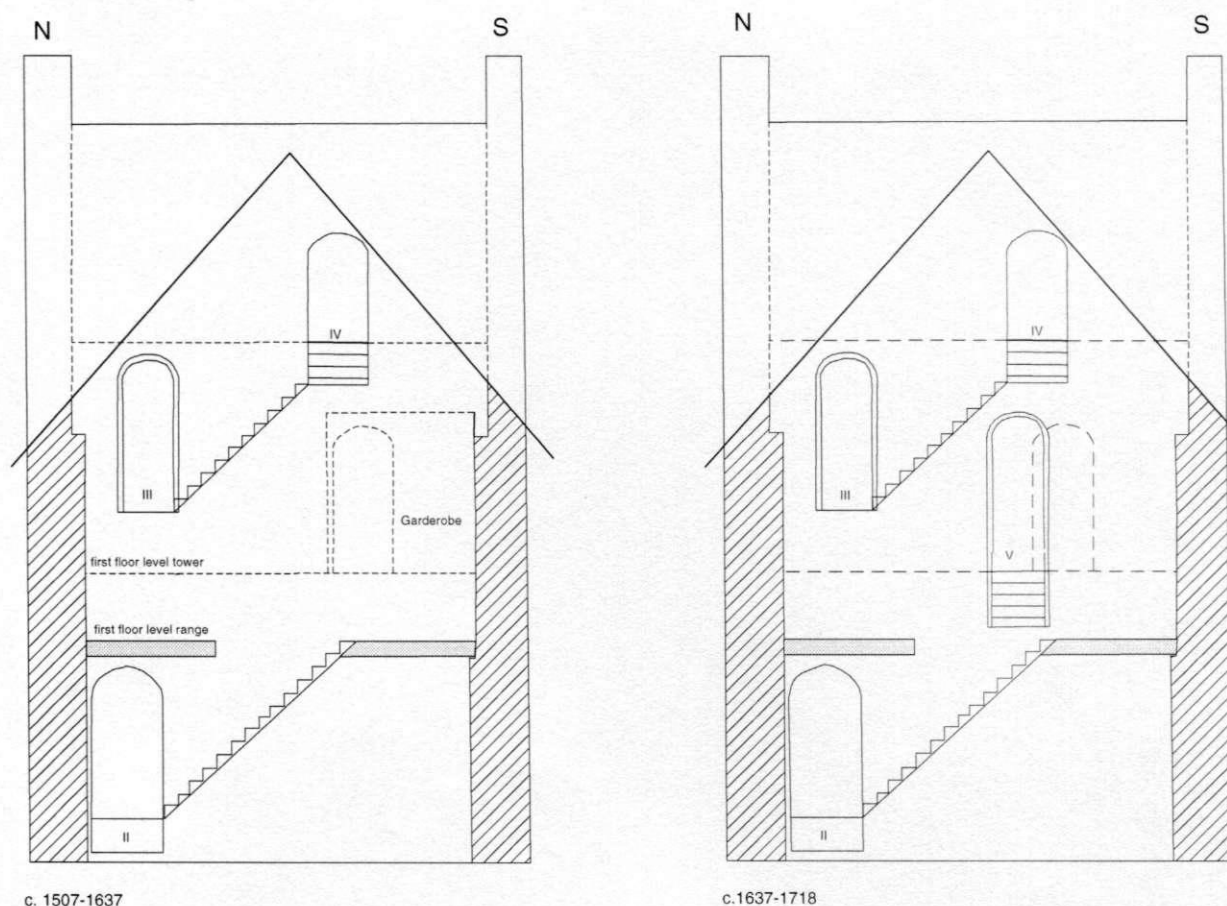 N
S
IV
III
Garderobe
first floor level tower
first floor level range
II
c. 1507-1637
N
S
IV
III
V
II
c.1637-1718